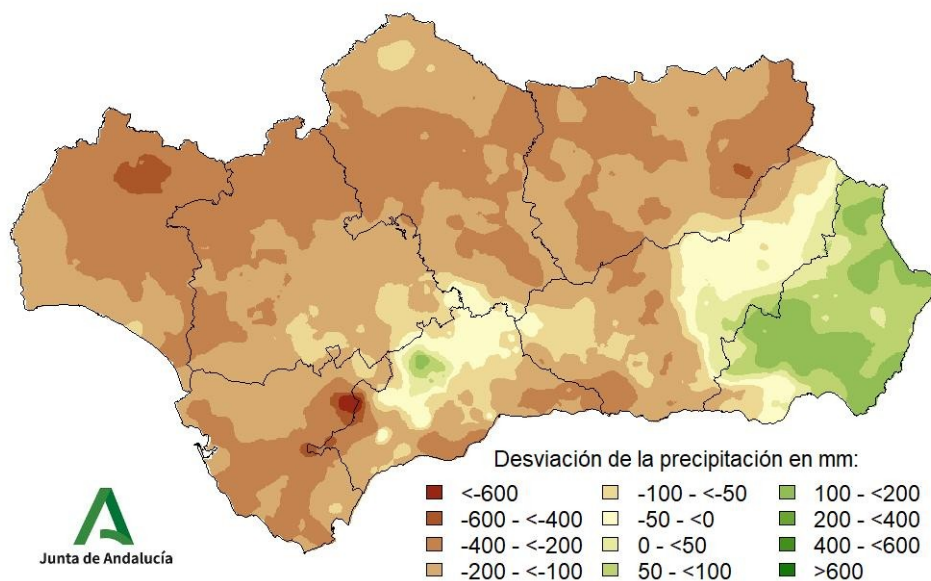 Desviación de la precipitación en mm:
<-600
-600 - <-400
-400 - <-200
-200 - <-100
-100 - <-50
-50 - <0
0 - <50
50 - <100
100 - <200
200 - <400
400 - <600
>600
Junta de Andalucía